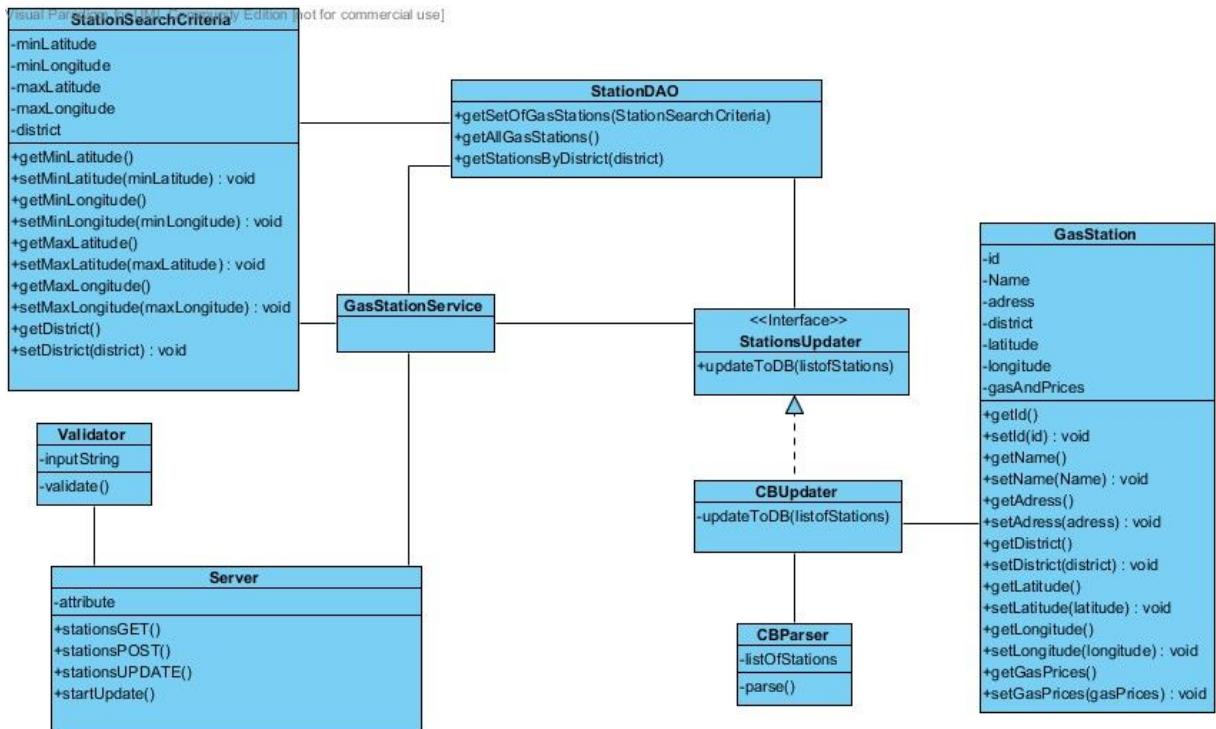 Visual Paradigm for UML Community Edition [not for commercial use]
StationSearchCriteria
-minLatitude
-minLongitude
-maxLatitude
-maxLongitude
-district
+getMinLatitude()
+setMinLatitude(minLatitude) : void
+getMinLongitude()
+setMinLongitude(minLongitude) : void
+getMaxLatitude()
+setMaxLatitude(maxLatitude) : void
+getMaxLongitude()
+setMaxLongitude(maxLongitude) : void
+getDistrict()
+setDistrict(district) : void
StationDAO
+getSetOfGasStations(StationSearchCriteria)
+getAllGasStations()
+getStationsByDistrict(district)
GasStationService
<<Interface>>
StationsUpdater
+updateToDB(listofStations)
GasStation
-id
-Name
-adress
-district
-latitude
-longitude
-gasAndPrices
+getId()
+setId(id) : void
+getName()
+setName(Name) : void
+getAdress()
+setAdress(adress) : void
+getDistrict()
+setDistrict(district) : void
+getLatitude()
+setLatitude(latitude) : void
+getLongitude()
+setLongitude(longitude) : void
+getGasPrices()
+setGasPrices(gasPrices) : void
Validator
-inputString
-validate()
CBUpdater
-updateToDB(listofStations)
Server
-attribute
+stationsGET()
+stationsPOST()
+stationsUPDATE()
+startUpdate()
CBParser
-listOfStations
-parse()